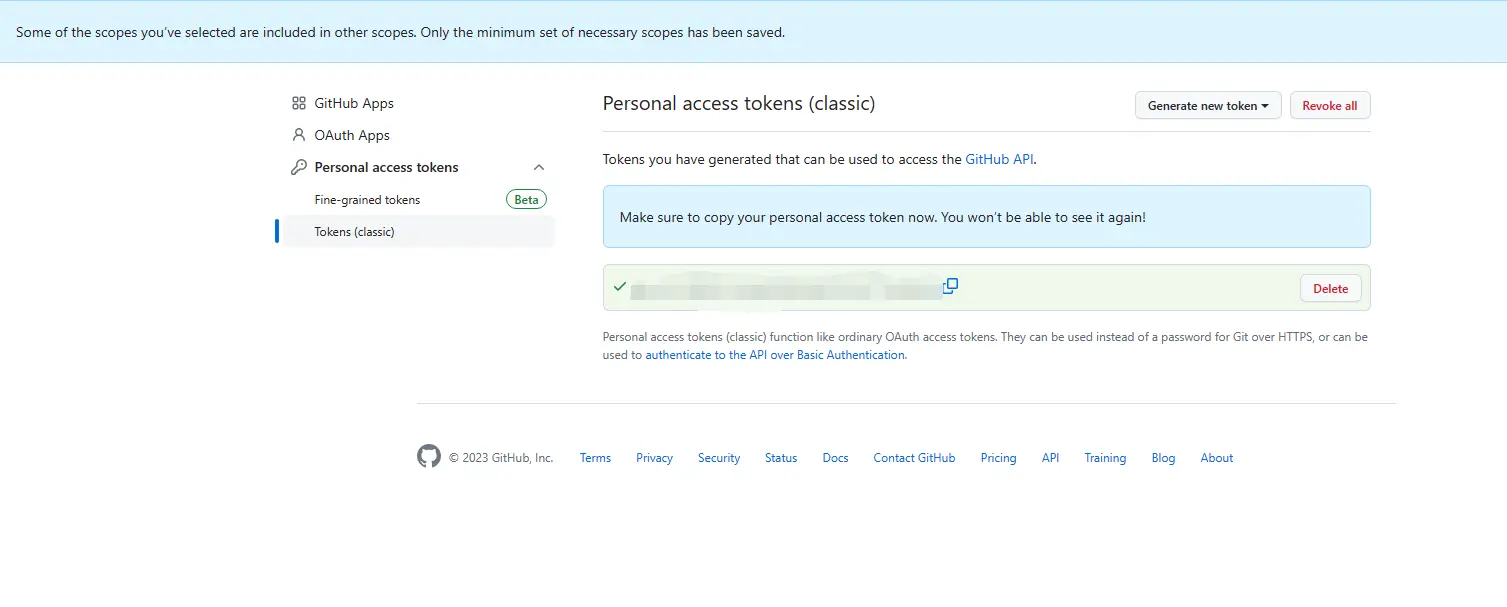 Some of the scopes you’ve selected are included in other scopes. Only the minimum set of necessary scopes has been saved.
GitHub Apps
OAuth Apps
Personal access tokens
Fine-grained tokens Beta
Tokens (classic)
Personal access tokens (classic) Generate new token Revoke all
Tokens you have generated that can be used to access the GitHub API.
Make sure to copy your personal access token now. You won’t be able to see it again!
Delete
Personal access tokens (classic) function like ordinary OAuth access tokens. They can be used instead of a password for Git over HTTPS, or can be
used to authenticate to the API over Basic Authentication.
© 2023 GitHub, Inc. Terms Privacy Security Status Docs Contact GitHub Pricing API Training Blog About